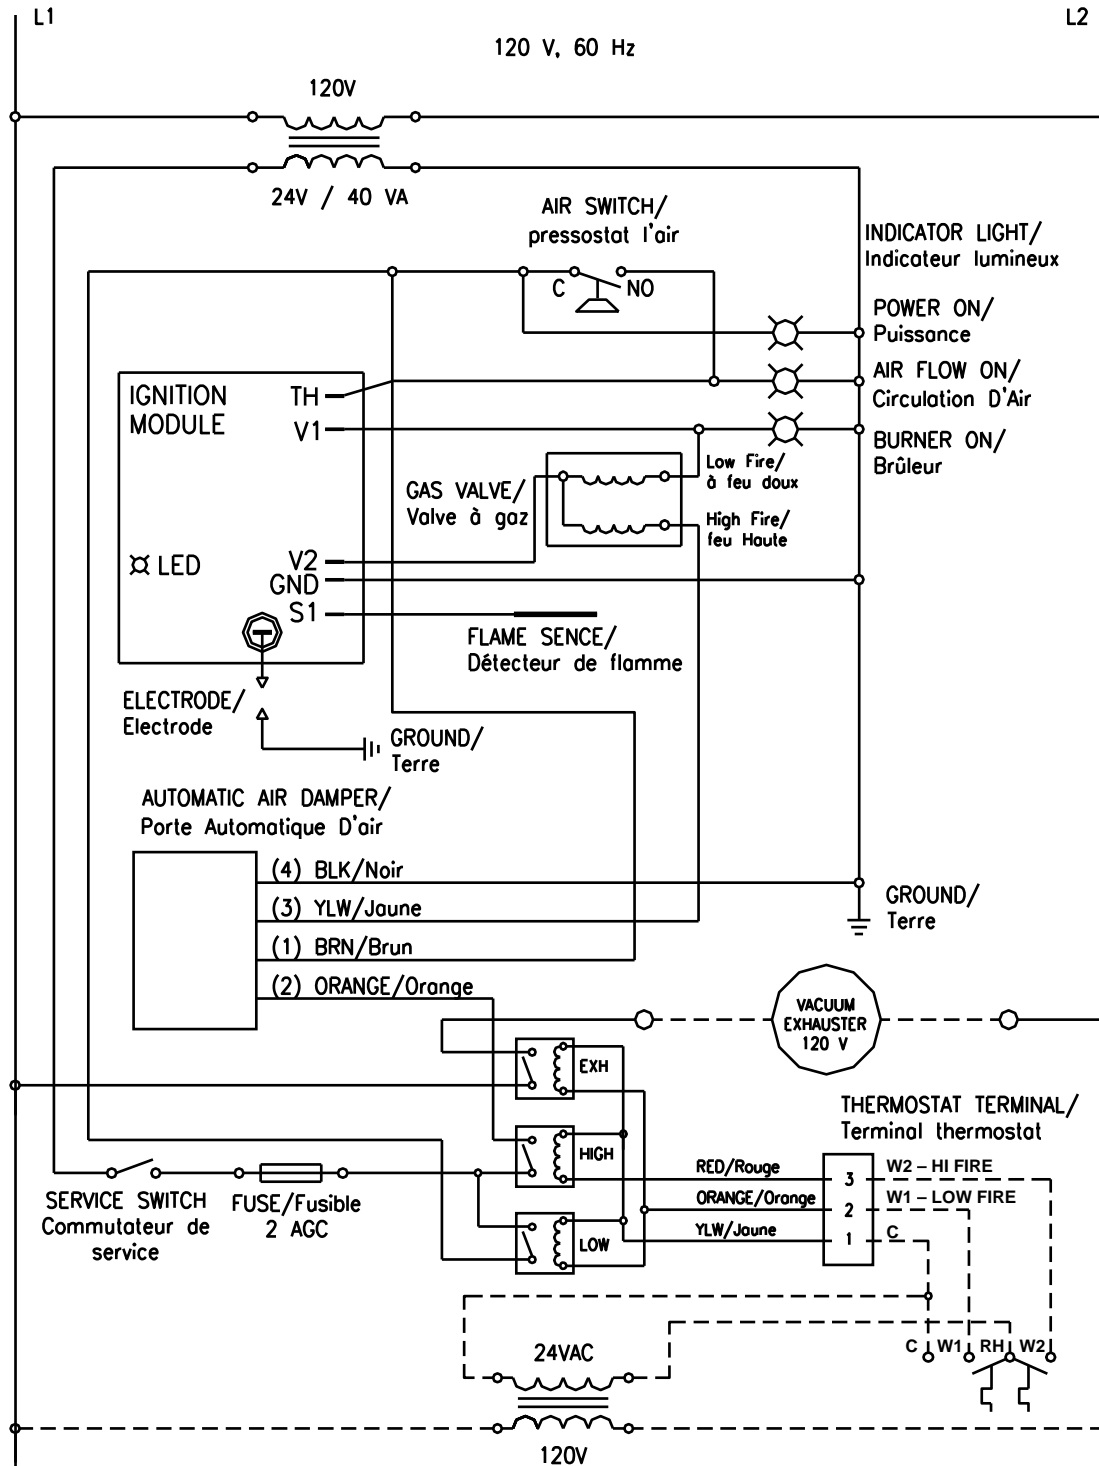 L1
L2
120 V, 60 Hz
120V
24V / 40 VA
AIR SWITCH/
pressostat l'air
C
NO
INDICATOR LIGHT/
Indicateur lumineux
POWER ON/
Puissance
AIR FLOW ON/
Circulation D'Air
BURNER ON/
Brûleur
IGNITION
MODULE
TH
V1
LED
V2
GND
S1
GAS VALVE/
Valve à gaz
Low Fire/
à feu doux
High Fire/
feu Haute
FLAME SENCE/
Détecteur de flamme
ELECTRODE/
Electrode
GROUND/
Terre
AUTOMATIC AIR DAMPER/
Porte Automatique D'air
(4) BLK/Noir
(3) YLW/Jaune
(1) BRN/Brun
(2) ORANGE/Orange
GROUND/
Terre
VACUUM
EXHAUSTER
120 V
EXH
HIGH
LOW
THERMOSTAT TERMINAL/
Terminal thermostat
RED/Rouge
3
W2 – HI FIRE
ORANGE/Orange
2
W1 – LOW FIRE
YLW/Jaune
1
C
SERVICE SWITCH
Commutateur de
service
FUSE/Fusible
2 AGC
C
W1
RH
W2
24VAC
120V